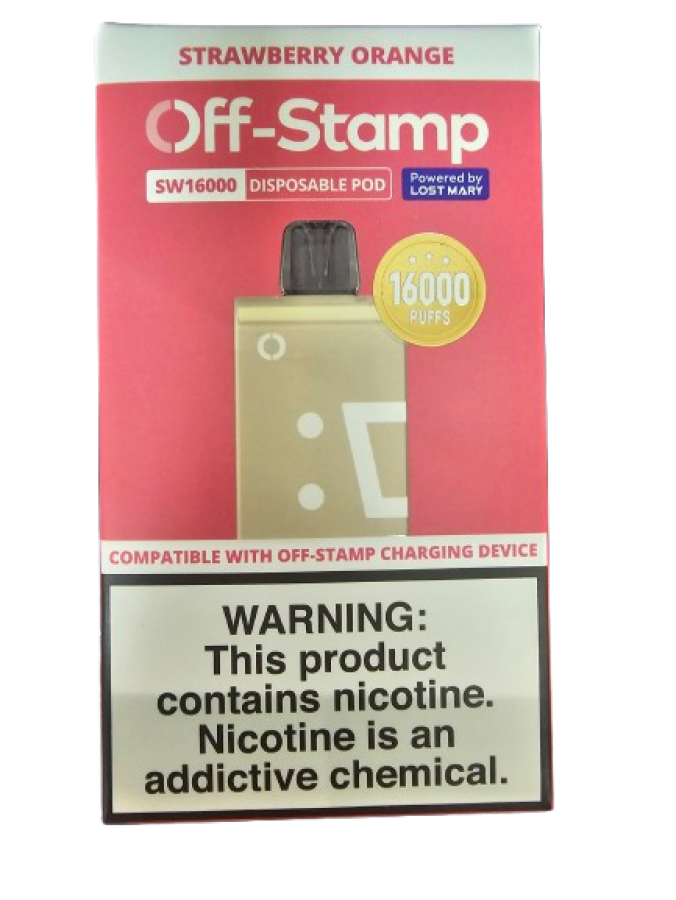 STRAWBERRY ORANGE
Off-Stamp
SW16000 DISPOSABLE POD Powered by
LOST MARY
16000
PUFFS
COMPATIBLE WITH OFF-STAMP CHARGING DEVICE
WARNING:
This product
contains nicotine.
Nicotine is an
addictive chemical.